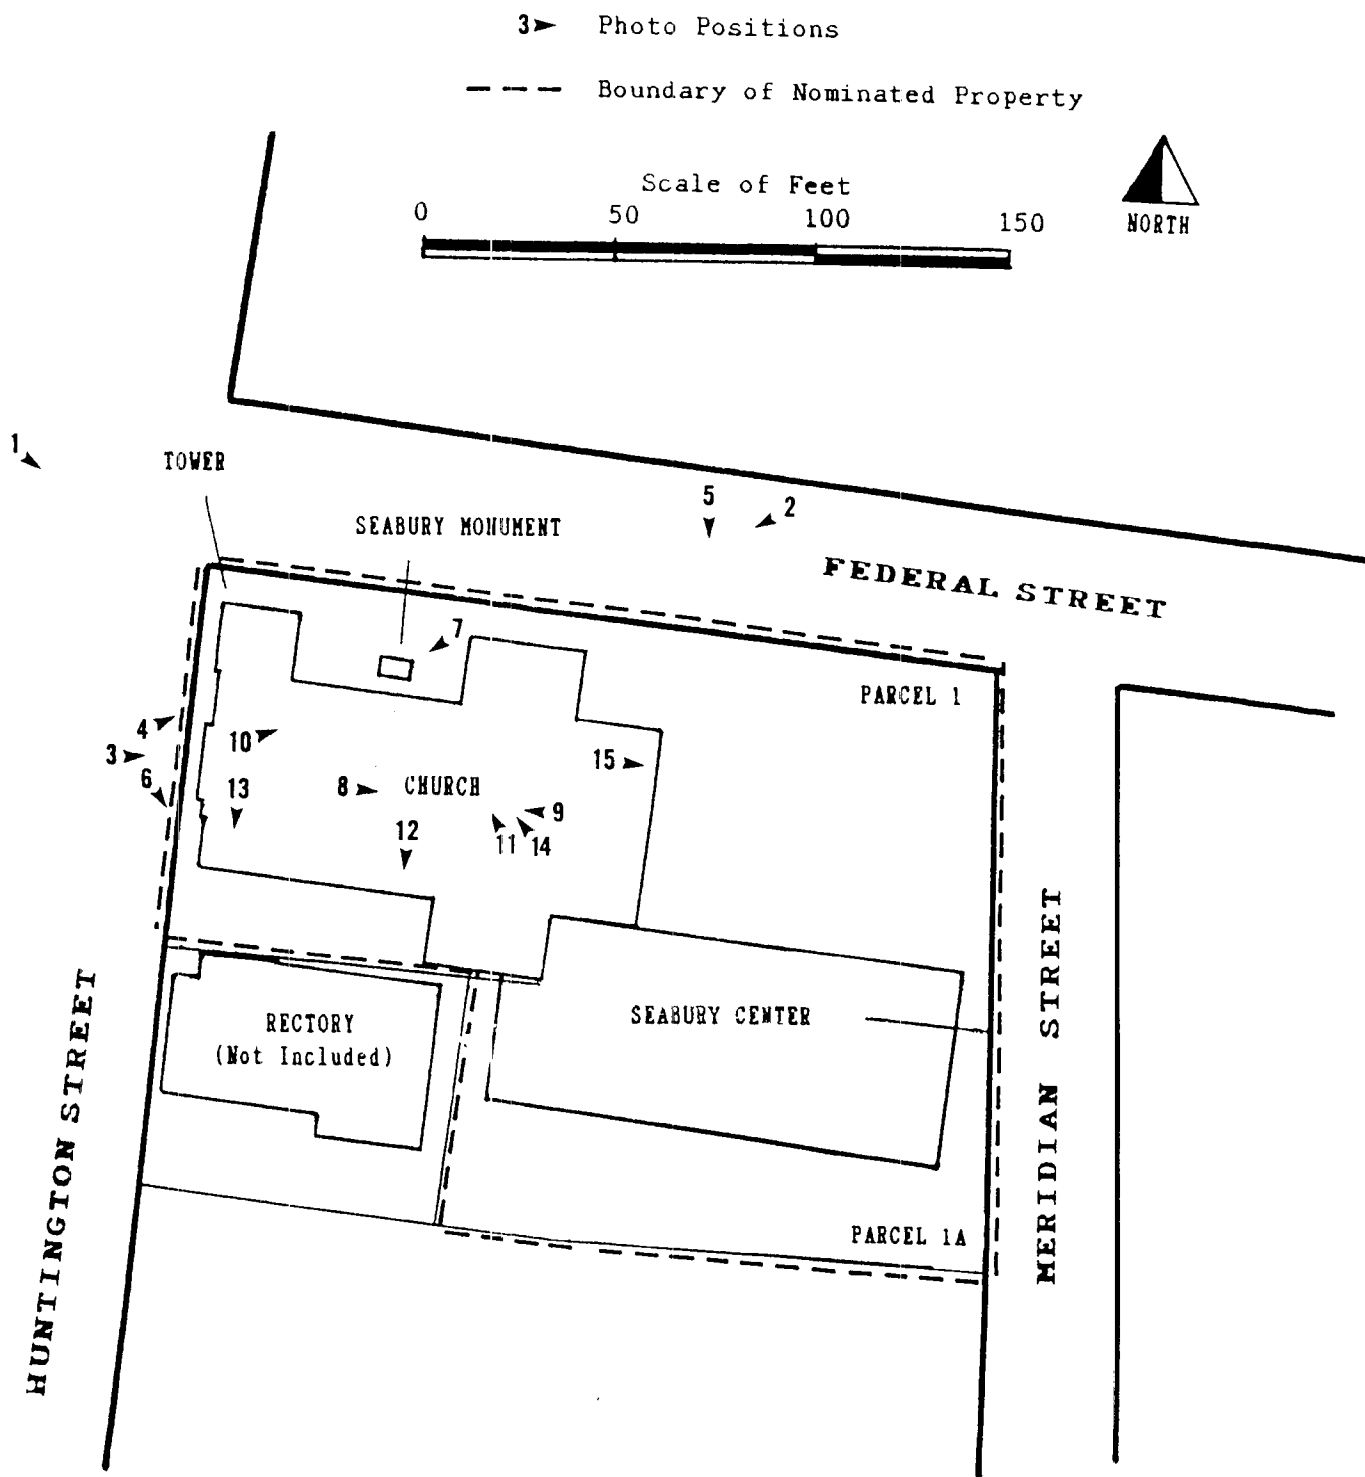 3 Photo Positions
Boundary of Nominated Property
Scale of Feet
0 50 100 150
NORTH
1
TOWER
5 2
SEABURY MONUMENT
FEDERAL STREET
7
PARCEL 1
4
10
3
15
6
13
8 CHURCH
9
12
11 14
MERIDIAN STREET
HUNTINGTON STREET
RECTORY
(Not Included)
SEABURY CENTER
PARCEL 1A